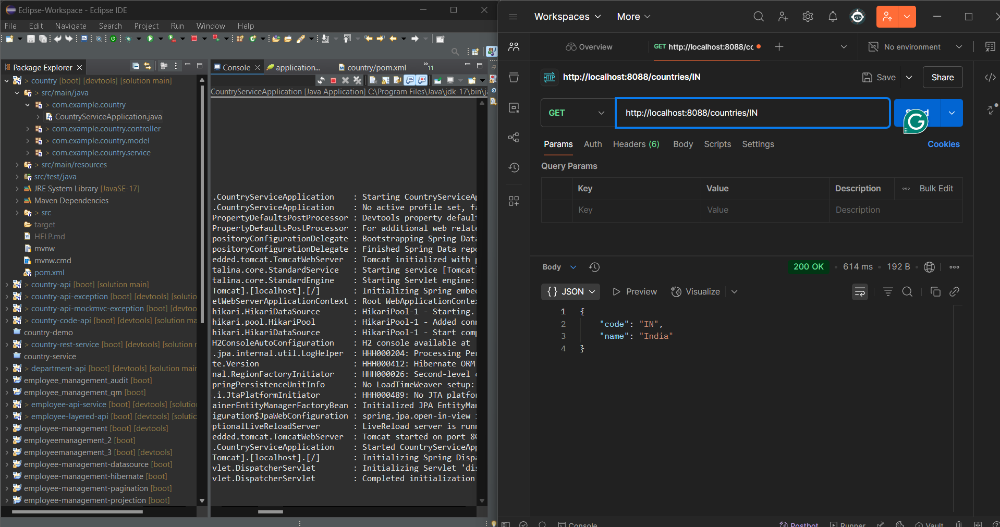 Eclipse-Workspace - Eclipse IDE
File Edit Navigate Search Project Run Window Help
Package Explorer
> country [boot] [devtools] [solution main]
> src/main/java
> com.example.country
CountryServiceApplication.java
> com.example.country.controller
> com.example.country.model
> com.example.country.service
> src/main/resources
src/test/java
JRE System Library [JavaSE-17]
Maven Dependencies
> src
target
HELP.md
mvnw
mvnw.cmd
pom.xml
> country-api [boot] [solution main]
> country-api-exception [boot] [devtools] [solutio
> country-api-mockmvc-exception [boot] [devtoo
> country-code-api [boot] [devtools] [solution ma
country-demo
> country-rest-service [boot] [devtools] [solution r
country-service
> department-api [boot] [devtools] [solution main
employee_management_audit [boot]
employee_management_qm [boot]
> employee-api-service [boot] [devtools] [solution
> employee-layered-api [boot] [devtools] [solutio
employee-management [boot] [devtools]
employeemanagement_2 [boot]
employeemanagement_3 [boot] [devtools]
employee-management-datasource [boot]
employee-management-hibernate [boot]
employee-management-pagination [boot]
employee-management-projection [boot]
Console application... country/pom.xml »11
CountryServiceApplication [Java Application] C:\Program Files\Java\jdk-17\bin\ja
.CountryServiceApplication : Starting CountryServiceAp
.CountryServiceApplication : No active profile set, fa
PropertyDefaultsPostProcessor : Devtools property defaul
PropertyDefaultsPostProcessor : For additional web relate
positoryConfigurationDelegate : Bootstrapping Spring Data
positoryConfigurationDelegate : Finished Spring Data repo
edded.tomcat.TomcatWebServer : Tomcat initialized with p
talina.core.StandardService : Starting service [Tomcat]
talina.core.StandardEngine : Starting Servlet engine:
Tomcat].[localhost].[/] : Initializing Spring embed
etWebServerApplicationContext : Root WebApplicationContex
hikari.HikariDataSource : HikariPool-1 - Starting.
hikari.pool.HikariPool : HikariPool-1 - Added conn
hikari.HikariDataSource : HikariPool-1 - Start comp
H2ConsoleAutoConfiguration : H2 console available at
.jpa.internal.util.LogHelper : HHH000204: Processing Per
te.Version : HHH000412: Hibernate ORM
nal.RegionFactoryInitiator : HHH000026: Second-level c
pringPersistenceUnitInfo : No LoadTimeWeaver setup:
.i.JtaPlatformInitiator : HHH000489: No JTA platfor
ainerEntityManagerFactoryBean : Initialized JPA EntityMan
iguration$JpaWebConfiguration : spring.jpa.open-in-view i
ptionalLiveReloadServer : LiveReload server is runn
edded.tomcat.TomcatWebServer : Tomcat started on port 80
.CountryServiceApplication : Started CountryServiceApp
Tomcat].[localhost].[/] : Initializing Spring Dispa
vlet.DispatcherServlet : Initializing Servlet 'dis
vlet.DispatcherServlet : Completed initialization
Workspaces More
Overview GET http://localhost:8088/cc No environment
HTTP http://localhost:8088/countries/IN Save Share
GET http://localhost:8088/countries/IN
Params Auth Headers (6) Body Scripts Settings Cookies
Query Params
Key Value Description Bulk Edit
Key Value Description
Body 200 OK 614 ms 192 B
{} JSON Preview Visualize
1 {
2 "code": "IN",
3 "name": "India"
4 }
Console Postbot Runner Vault